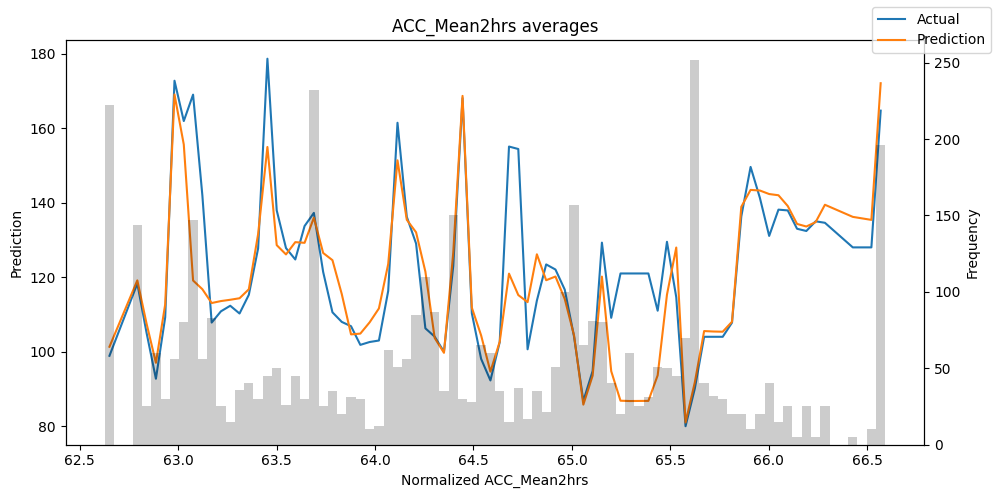 ACC_Mean2hrs averages
Actual
Prediction
180
160
140
120
100
80
Prediction
250
200
150
100
50
0
Frequency
62.5 63.0 63.5 64.0 64.5 65.0 65.5 66.0 66.5
Normalized ACC_Mean2hrs